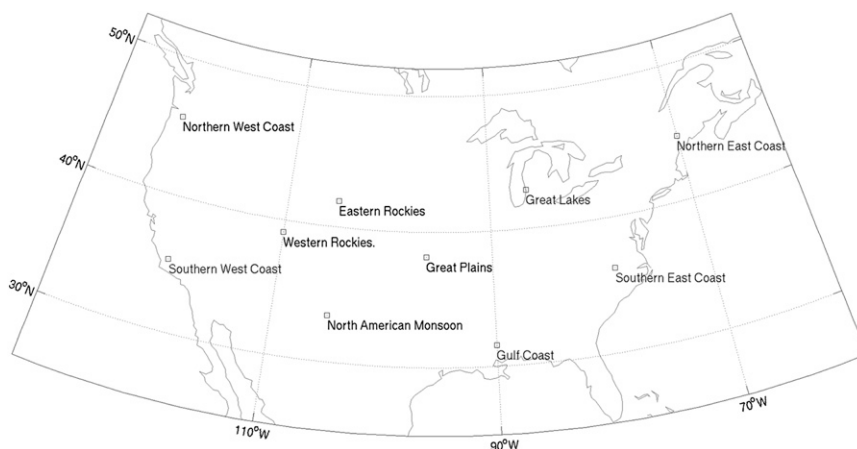 50°N
Northern West Coast
Northern East Coast
40°N
Great Lakes
Eastern Rockies
Western Rockies.
Great Plains
Southern West Coast
Southern East Coast
30°N
North American Monsoon
Gulf Coast
70°W
110°W
90°W